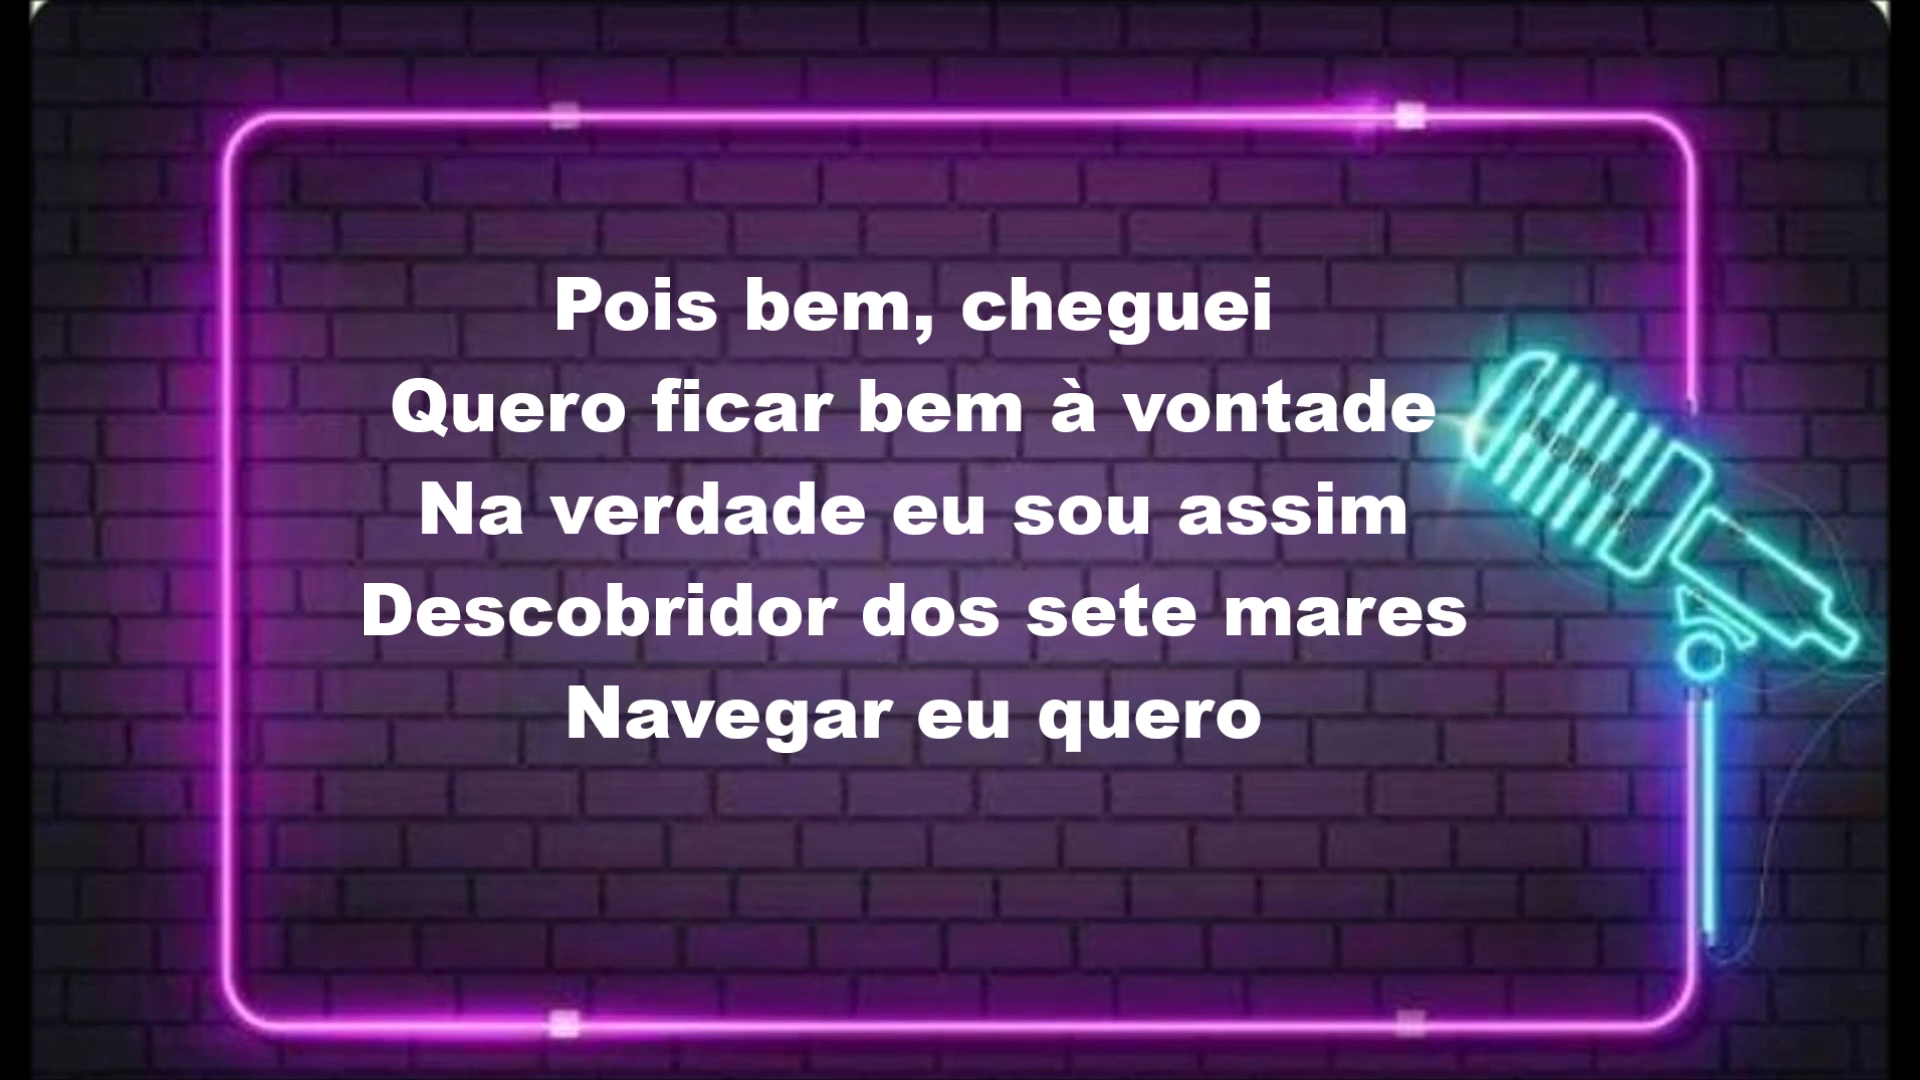 Pois bem, cheguei
Quero ficar bem à vontade
Na verdade eu sou assim
Descobridor dos sete mares
Navegar eu quero